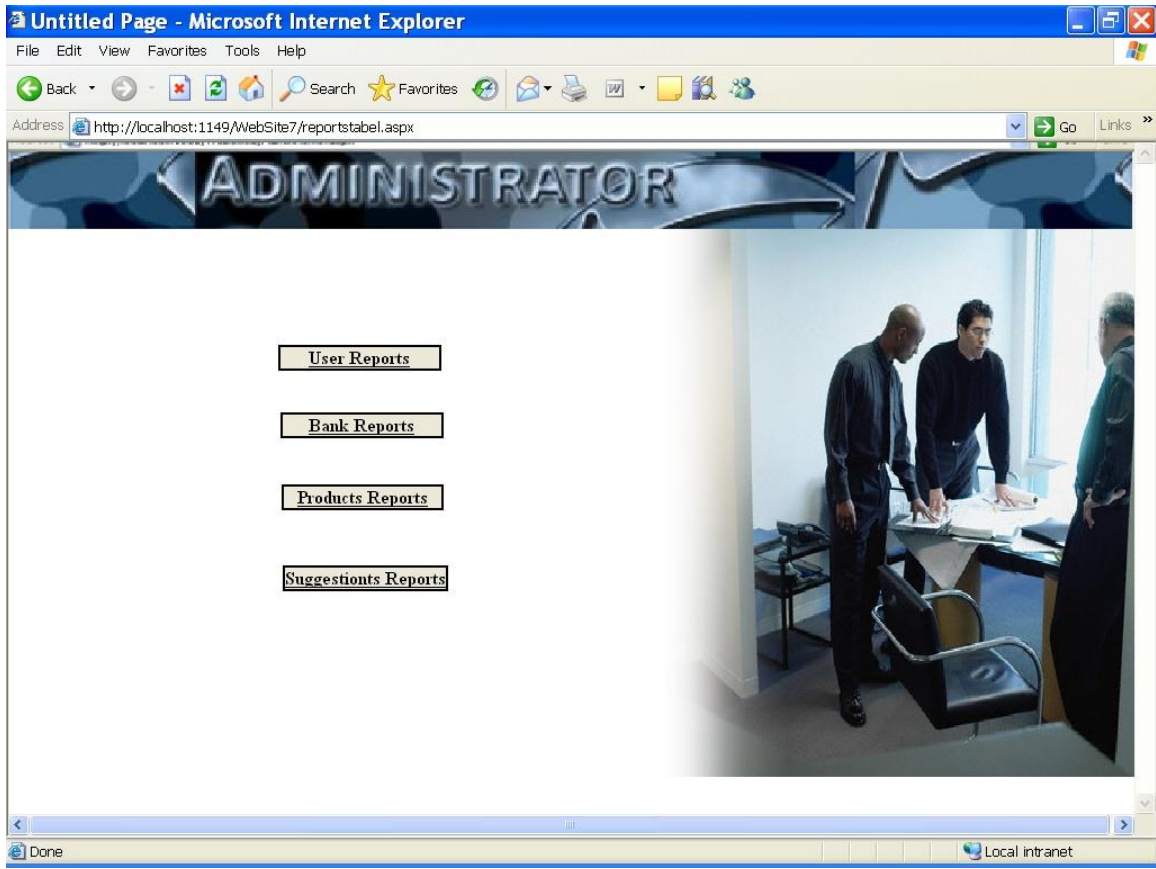 Untitled Page - Microsoft Internet Explorer
File Edit View Favorites Tools Help
Back Search Favorites
Address http://localhost:1149/WebSite7/reportstabel.aspx Go Links »
ADMINISTRATOR
User Reports
Bank Reports
Products Reports
Suggestionts Reports
Done Local intranet